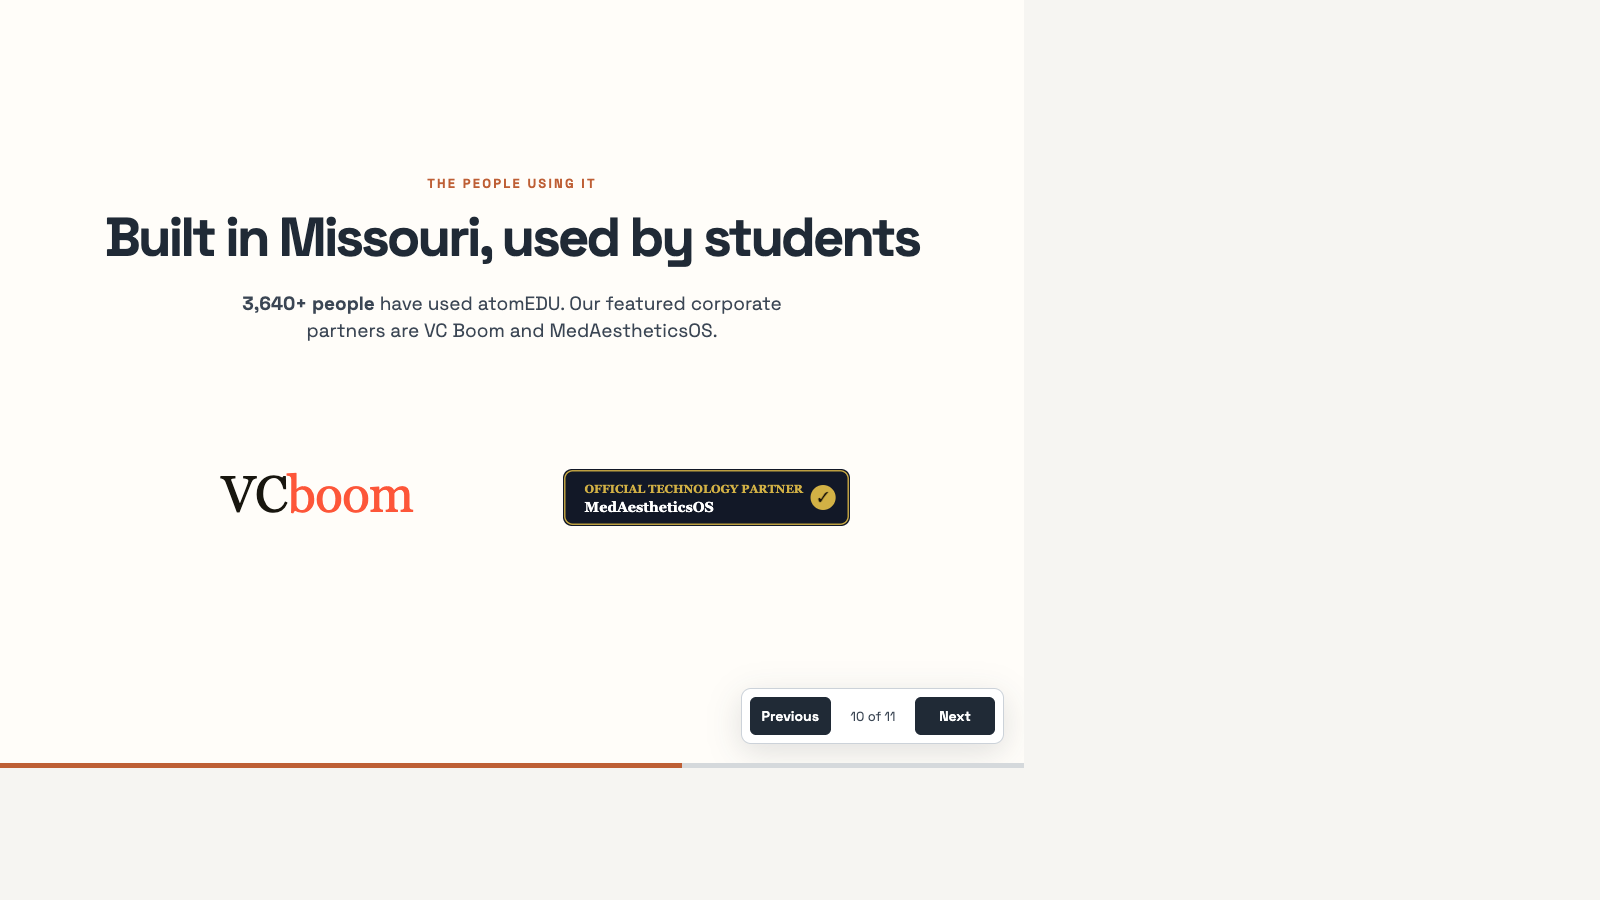 THE PEOPLE USING IT
Built in Missouri, used by students
3,640+ people have used atomEDU. Our featured corporate
partners are VC Boom and MedAestheticsOS.
VCboom
OFFICIAL TECHNOLOGY PARTNER
MedAestheticsOS
✓
Previous
10 of 11
Next